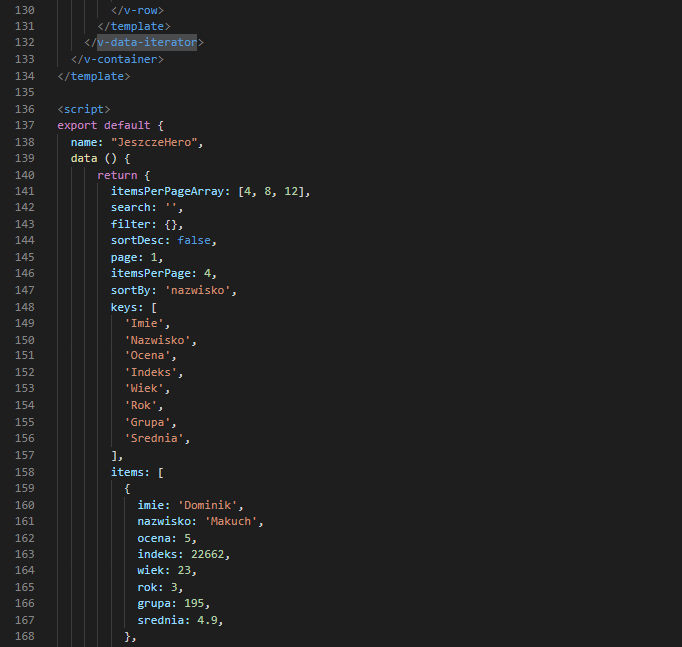 130 </v-row>
131 </template>
132 </v-data-iterator>
133 </v-container>
134 </template>
135
136 <script>
137 export default {
138 name: "JeszczeHero",
139 data () {
140 return {
141 itemsPerPageArray: [4, 8, 12],
142 search: '',
143 filter: {},
144 sortDesc: false,
145 page: 1,
146 itemsPerPage: 4,
147 sortBy: 'nazwisko',
148 keys: [
149 'Imie',
150 'Nazwisko',
151 'Ocena',
152 'Indeks',
153 'Wiek',
154 'Rok',
155 'Grupa',
156 'Srednia',
157 ],
158 items: [
159 {
160 imie: 'Dominik',
161 nazwisko: 'Makuch',
162 ocena: 5,
163 indeks: 22662,
164 wiek: 23,
165 rok: 3,
166 grupa: 195,
167 srednia: 4.9,
168 },